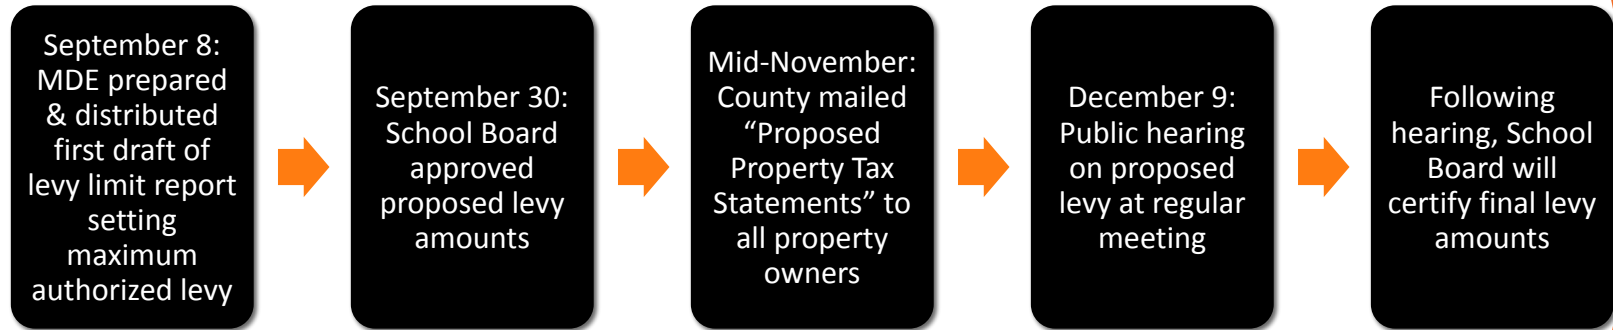 September 8:
MDE prepared
& distributed
first draft of
levy limit report
setting
maximum
authorized levy
September 30:
School Board
approved
proposed levy
amounts
Mid-November:
County mailed
“Proposed
Property Tax
Statements” to
all property
owners
December 9:
Public hearing
on proposed
levy at regular
meeting
Following
hearing, School
Board will
certify final levy
amounts